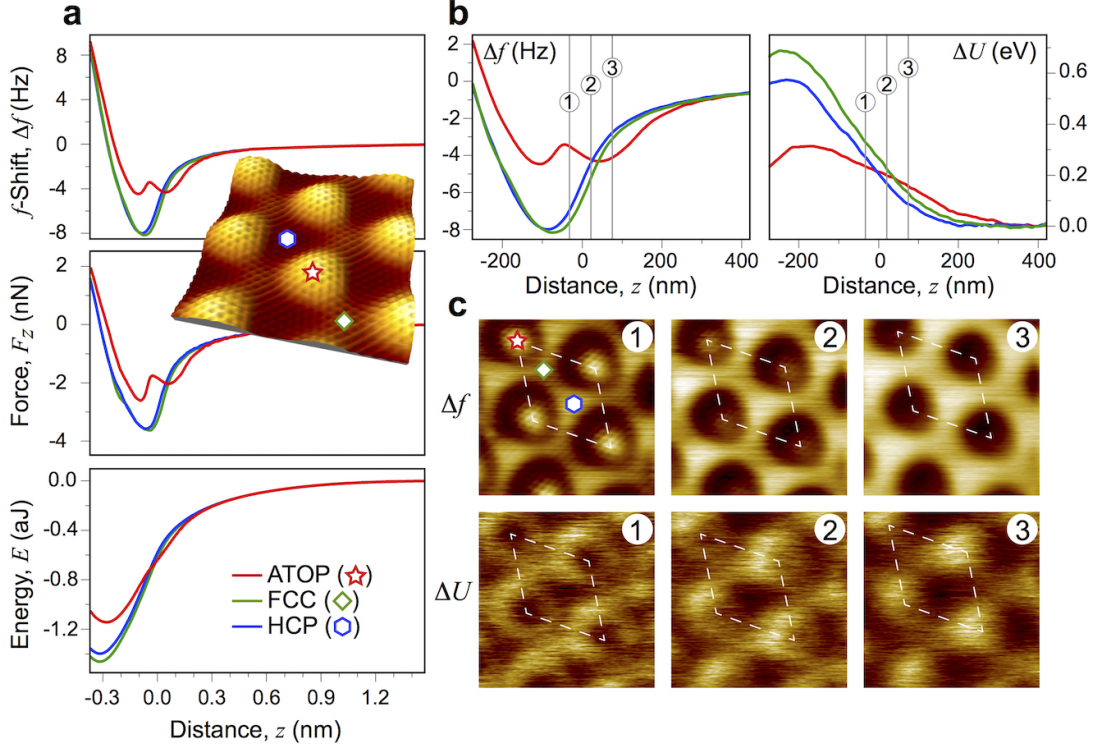 a
f-Shift, Δf (Hz)
8
4
0
-4
-8
Force, Fz (nN)
2
0
-2
-4
Energy, E (aJ)
0.0
-0.4
-0.8
-1.2
ATOP (☆)
FCC (◇)
HCP (⬡)
-0.3 0.0 0.3 0.6 0.9 1.2
Distance, z (nm)
b
Δf (Hz)
2
0
-2
-4
-6
-8
1
2
3
-200 0 200 400
Distance, z (nm)
ΔU (eV)
0.6
0.4
0.2
0.0
1
2
3
-200 0 200 400
Distance, z (nm)
c
Δf
1
2
3
ΔU
1
2
3